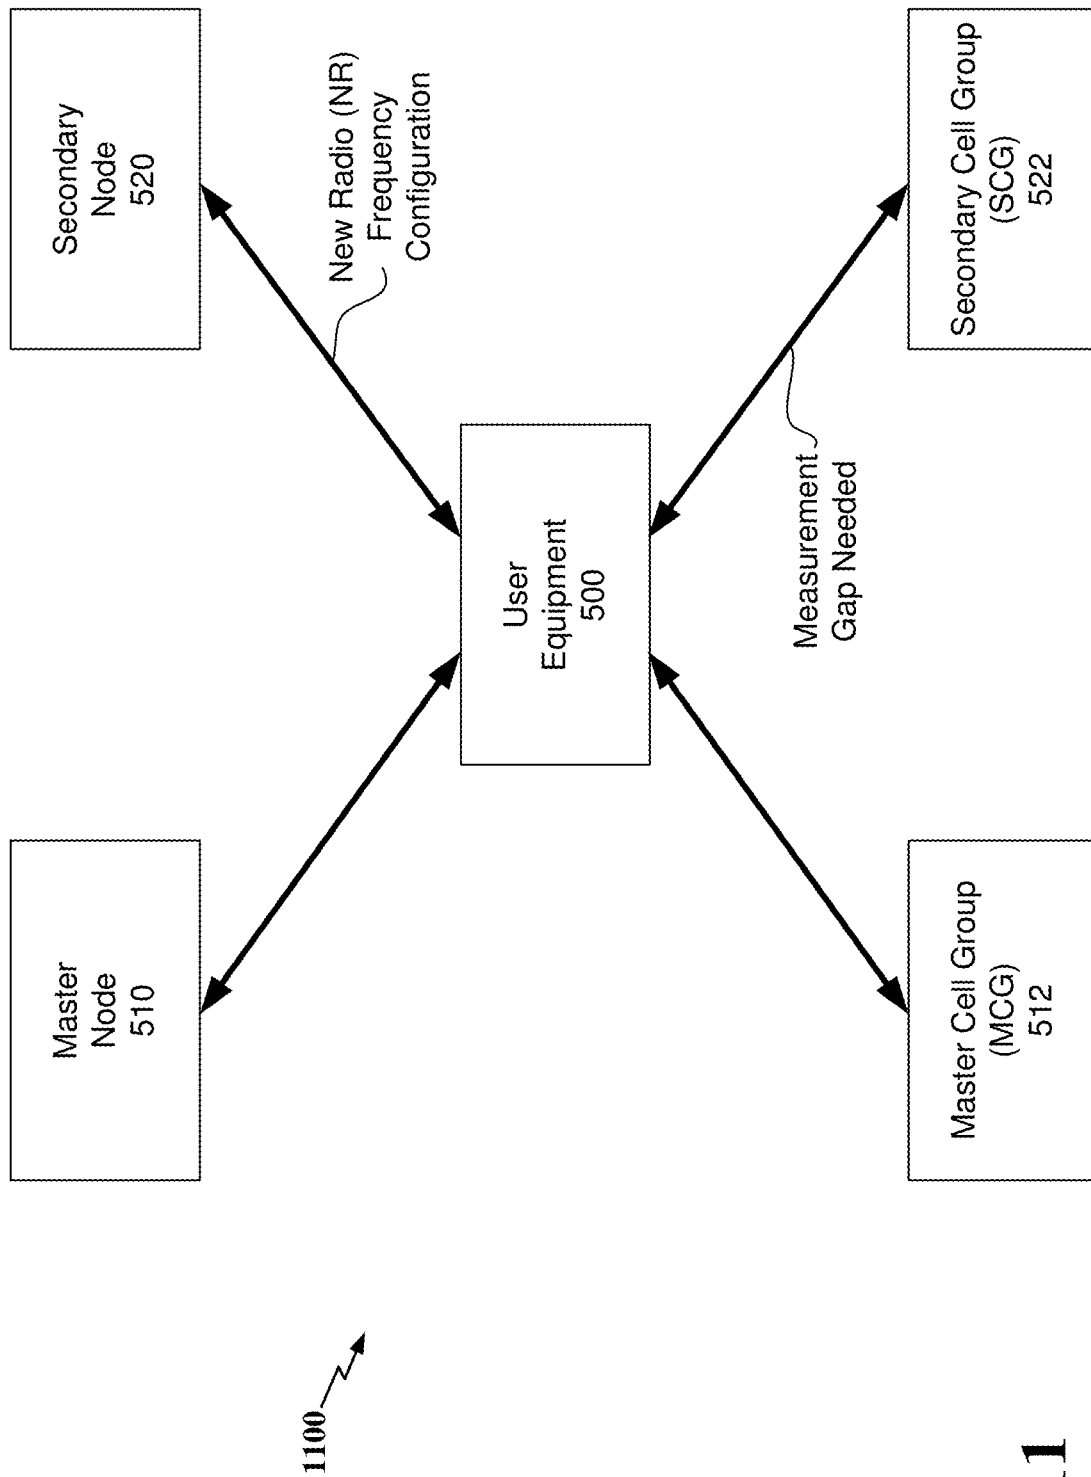 1100
Master
Node
510
Secondary
Node
520
New Radio (NR)
Frequency
Configuration
User
Equipment
500
Measurement
Gap Needed
Master Cell Group
(MCG)
512
Secondary Cell Group
(SCG)
522
11